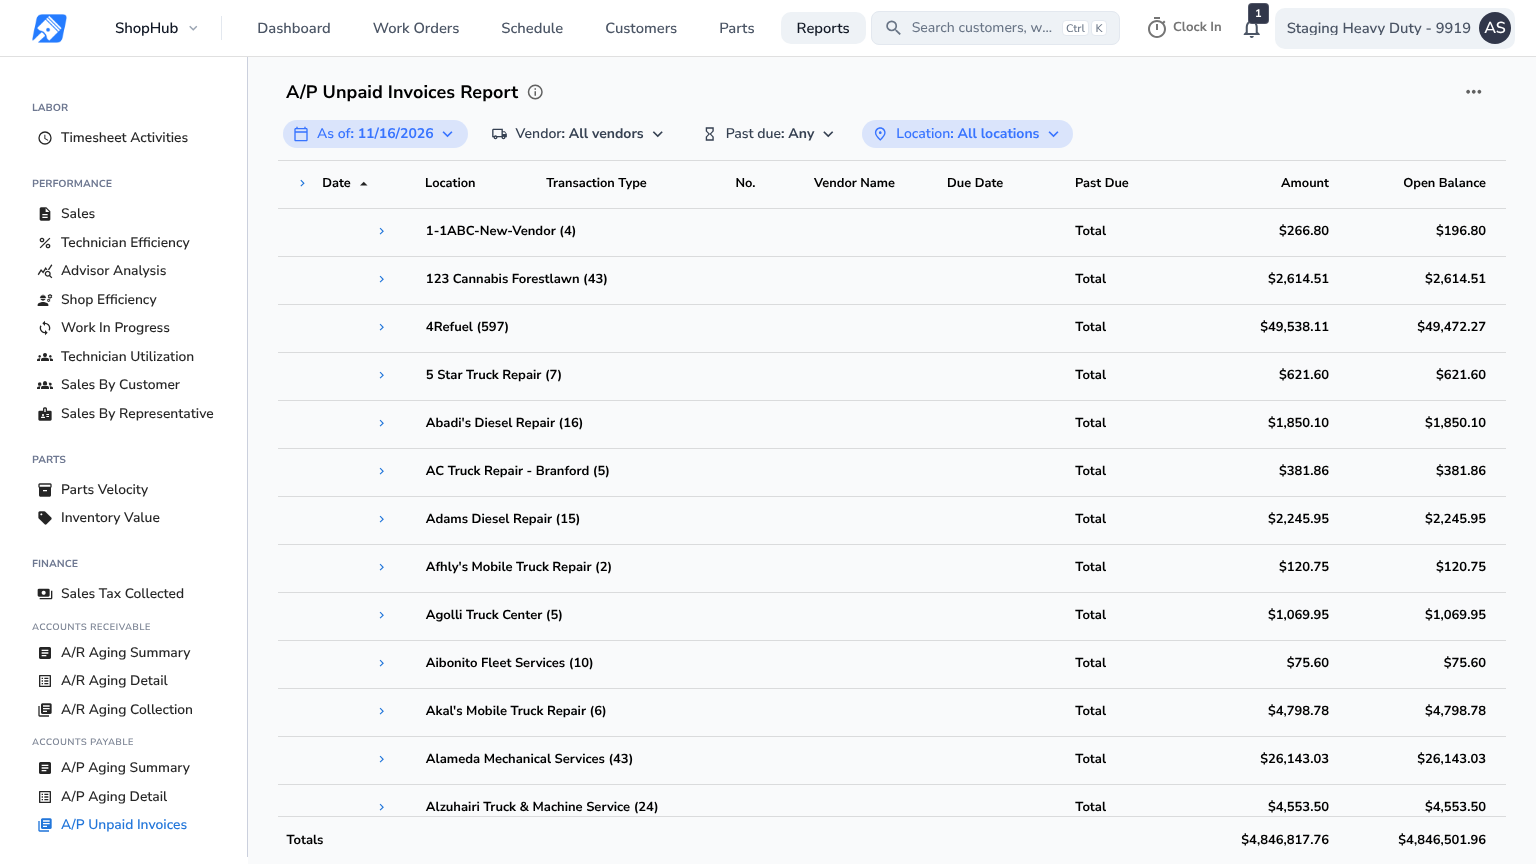 ShopHub
Dashboard
Work Orders
Schedule
Customers
Parts
Reports
Search customers, w...
Ctrl
K
Clock In
1
Staging Heavy Duty - 9919
AS
LABOR
Timesheet Activities
PERFORMANCE
Sales
Technician Efficiency
Advisor Analysis
Shop Efficiency
Work In Progress
Technician Utilization
Sales By Customer
Sales By Representative
PARTS
Parts Velocity
Inventory Value
FINANCE
Sales Tax Collected
ACCOUNTS RECEIVABLE
A/R Aging Summary
A/R Aging Detail
A/R Aging Collection
ACCOUNTS PAYABLE
A/P Aging Summary
A/P Aging Detail
A/P Unpaid Invoices
A/P Unpaid Invoices Report
As of: 11/16/2026
Vendor: All vendors
Past due: Any
Location: All locations
Date Location Transaction Type No. Vendor Name Due Date Past Due Amount Open Balance
1-1ABC-New-Vendor (4) Total $266.80 $196.80
123 Cannabis Forestlawn (43) Total $2,614.51 $2,614.51
4Refuel (597) Total $49,538.11 $49,472.27
5 Star Truck Repair (7) Total $621.60 $621.60
Abadi's Diesel Repair (16) Total $1,850.10 $1,850.10
AC Truck Repair - Branford (5) Total $381.86 $381.86
Adams Diesel Repair (15) Total $2,245.95 $2,245.95
Afhly's Mobile Truck Repair (2) Total $120.75 $120.75
Agolli Truck Center (5) Total $1,069.95 $1,069.95
Aibonito Fleet Services (10) Total $75.60 $75.60
Akal's Mobile Truck Repair (6) Total $4,798.78 $4,798.78
Alameda Mechanical Services (43) Total $26,143.03 $26,143.03
Alzuhairi Truck & Machine Service (24) Total $4,553.50 $4,553.50
Totals $4,846,817.76 $4,846,501.96